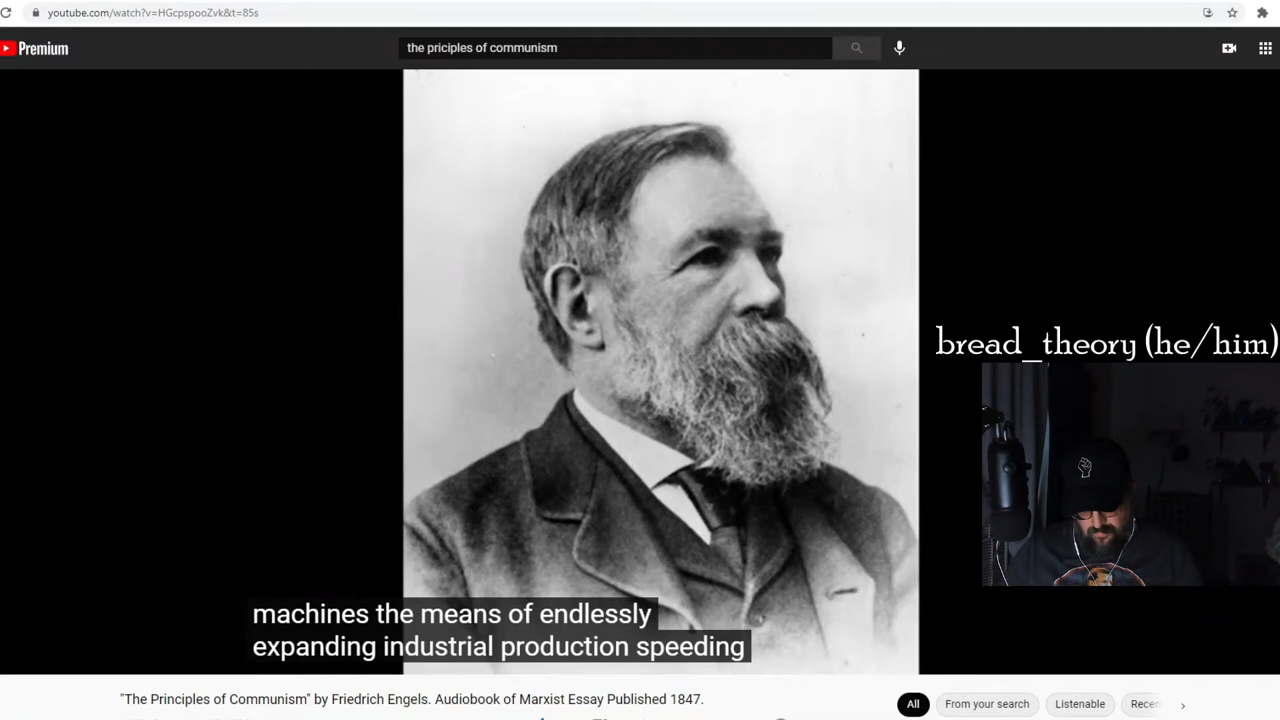 youtube.com/watch?v=HGcpspooZvk&t=85s
Premium
the priciples of communism
bread_theory (he/him)
machines the means of endlessly
expanding industrial production speeding
"The Principles of Communism" by Friedrich Engels. Audiobook of Marxist Essay Published 1847.
All
From your search
Listenable